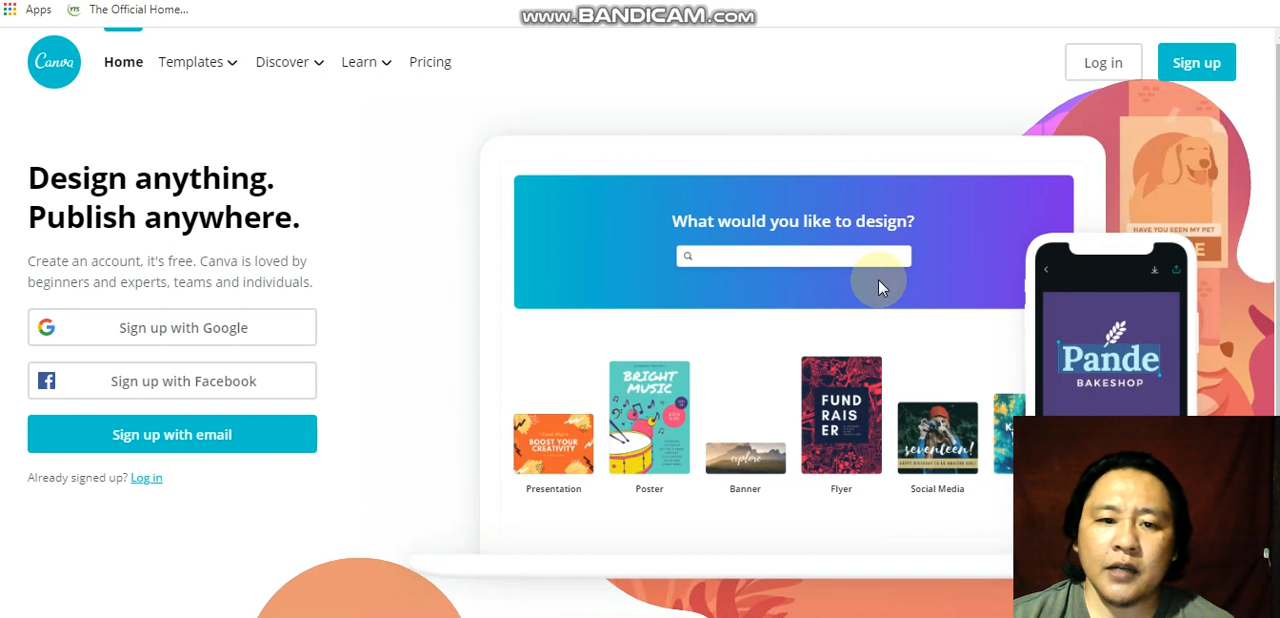 Apps The Official Home...
WWW.BANDICAM.COM
Canva Home Templates Discover Learn Pricing
Log in Sign up
Design anything.
Publish anywhere.
Create an account, it's free. Canva is loved by
beginners and experts, teams and individuals.
Sign up with Google
Sign up with Facebook
Sign up with email
Already signed up? Log in
What would you like to design?
BOOST YOUR
CREATIVITY
BRIGHT
MUSIC
explore
FUND
RAIS
ER
seventeen!
Presentation Poster Banner Flyer Social Media
HAVE YOU SEEN MY PET
Pande
BAKESHOP